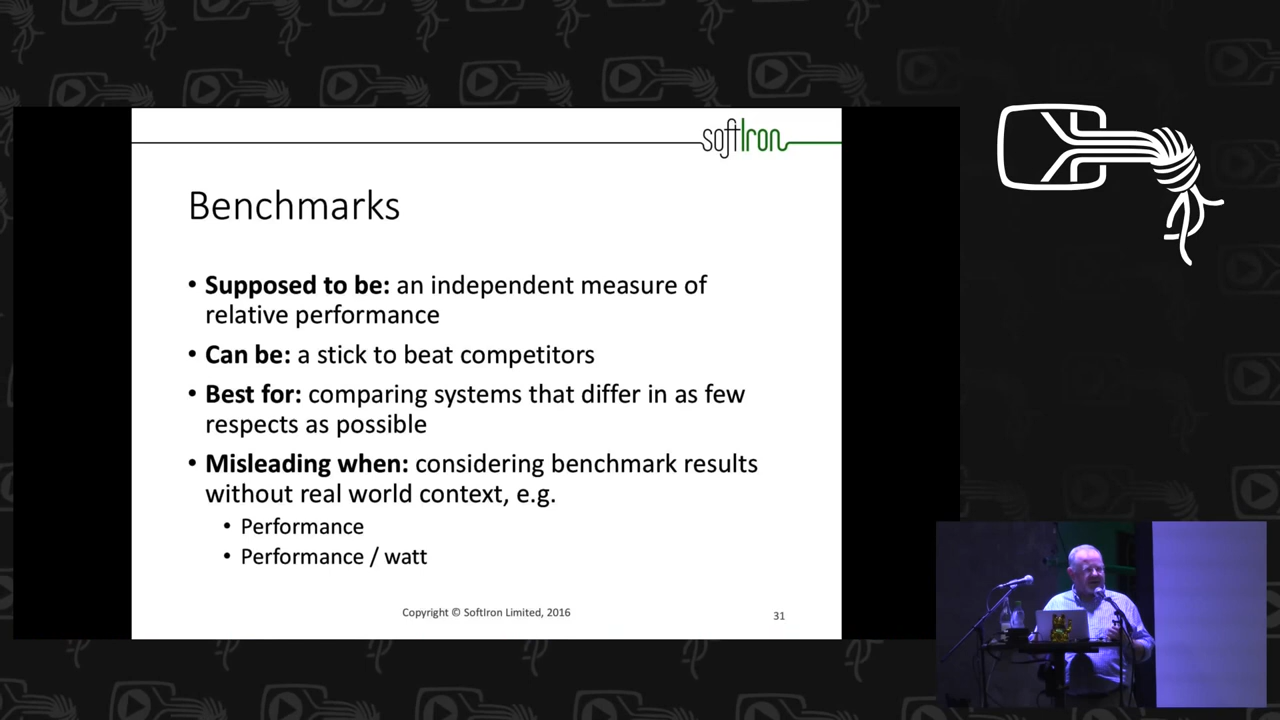 softIron
Benchmarks
• Supposed to be: an independent measure of
relative performance
• Can be: a stick to beat competitors
• Best for: comparing systems that differ in as few
respects as possible
• Misleading when: considering benchmark results
without real world context, e.g.
• Performance
• Performance / watt
Copyright © SoftIron Limited, 2016
31